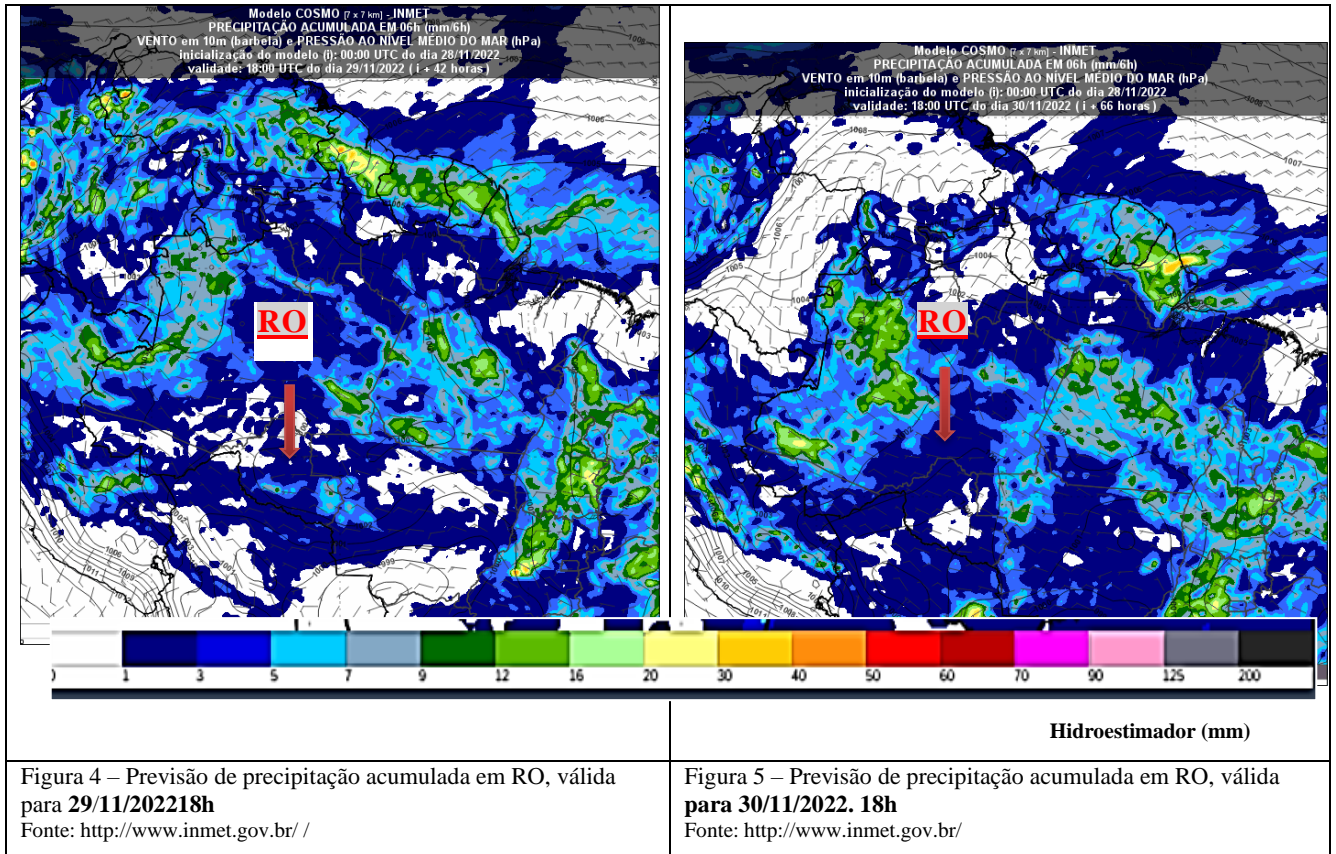 Modelo COSMO [7 x 7 km] - INMET
PRECIPITAÇÃO ACUMULADA EM 06h (mm/6h)
VENTO em 10m (barbela) e PRESSÃO AO NÍVEL MÉDIO DO MAR (hPa)
inicialização do modelo (i): 00:00 UTC do dia 28/11/2022
validade: 18:00 UTC do dia 29/11/2022 ( i + 42 horas )
RO
Modelo COSMO [7 x 7 km] - INMET
PRECIPITAÇÃO ACUMULADA EM 06h (mm/6h)
VENTO em 10m (barbela) e PRESSÃO AO NÍVEL MÉDIO DO MAR (hPa)
inicialização do modelo (i): 00:00 UTC do dia 28/11/2022
validade: 18:00 UTC do dia 30/11/2022 ( i + 66 horas )
RO
1 3 5 7 9 12 16 20 30 40 50 60 70 90 125 200
Hidroestimador (mm)
Figura 4 – Previsão de precipitação acumulada em RO, válida
para 29/11/202218h
Fonte: http://www.inmet.gov.br/ /
Figura 5 – Previsão de precipitação acumulada em RO, válida
para 30/11/2022. 18h
Fonte: http://www.inmet.gov.br/